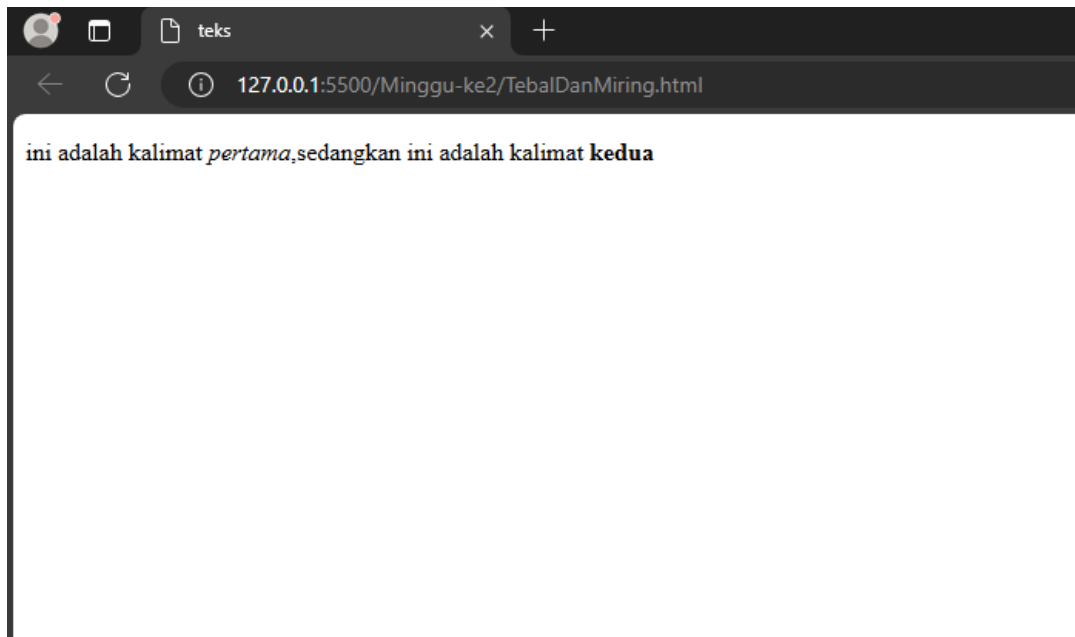 teks
127.0.0.1:5500/Minggu-ke2/TebalDanMiring.html
ini adalah kalimat pertama,sedangkan ini adalah kalimat kedua